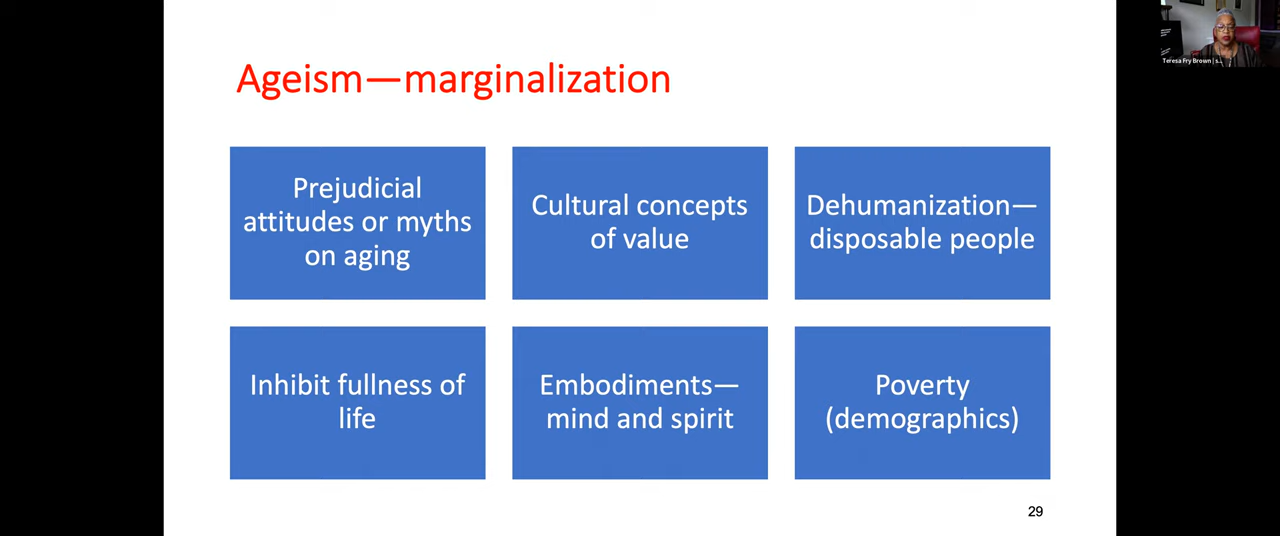 Ageism—marginalization
Prejudicial
attitudes or myths
on aging
Cultural concepts
of value
Dehumanization—
disposable people
Inhibit fullness of
life
Embodiments—
mind and spirit
Poverty
(demographics)
29
Teresa Fry Brown | s...